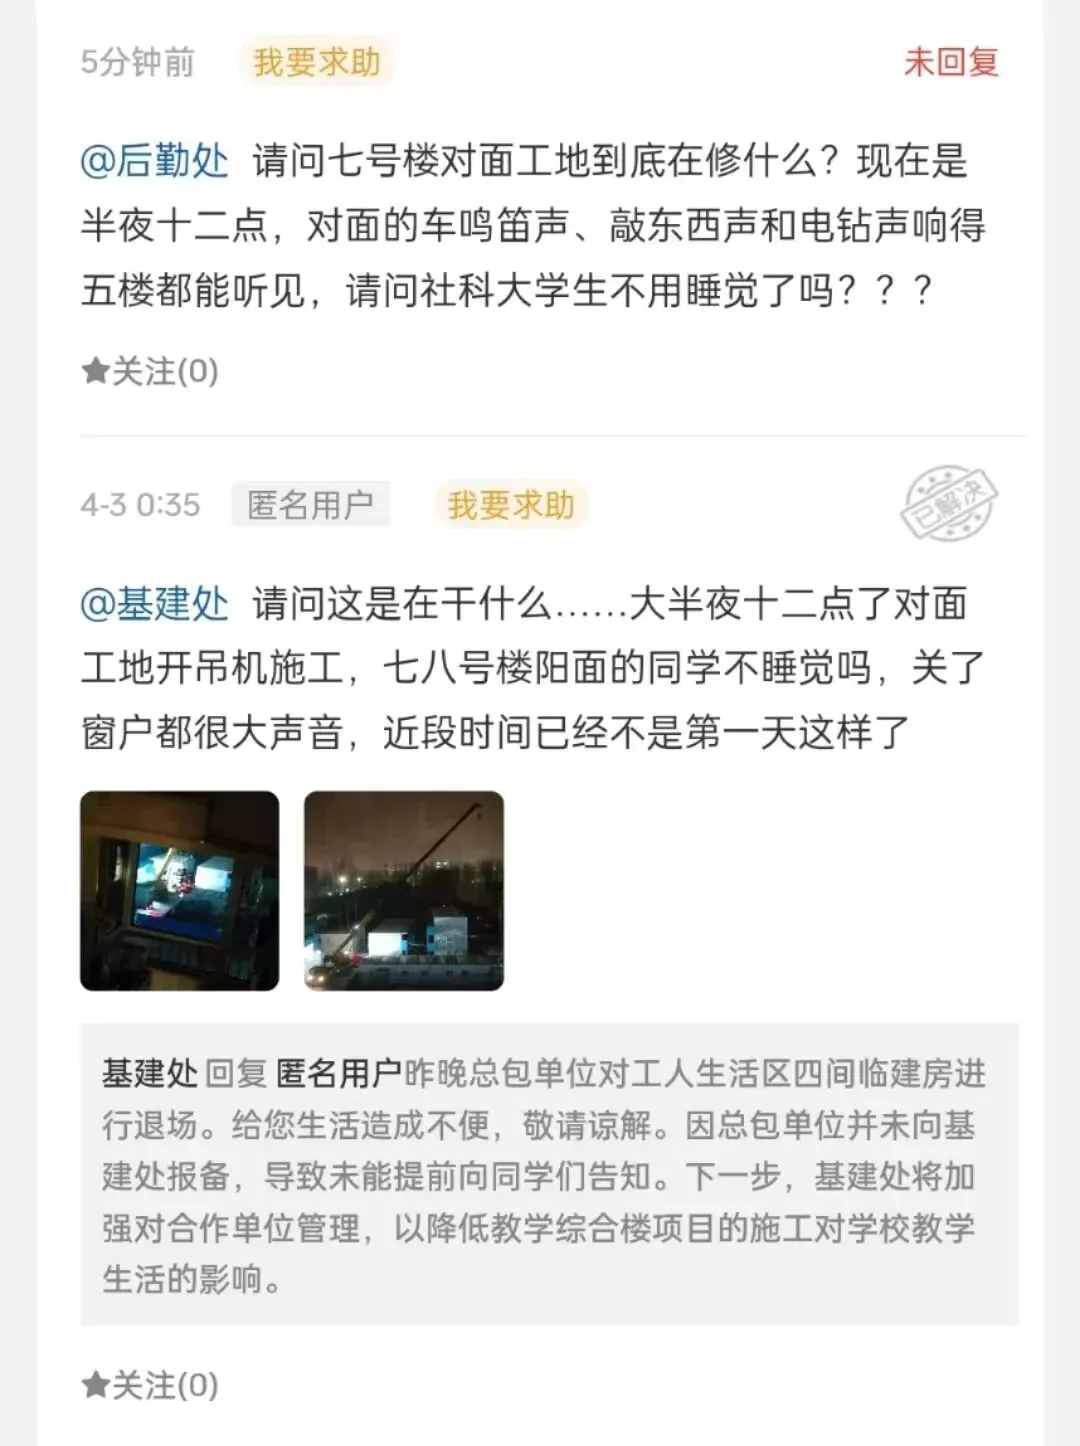 5分钟前 我要求助 未回复
@后勤处 请问七号楼对面工地到底在修什么？现在是
半夜十二点，对面的车鸣笛声、敲东西声和电钻声响得
五楼都能听见，请问社科大学生不用睡觉了吗？？？
★关注(0)
4-3 0:35 匿名用户 我要求助 已解决
@基建处 请问这是在干什么……大半夜十二点了对面
工地开吊机施工，七八号楼阳面的同学不睡觉吗，关了
窗户都很大声音，近段时间已经不是第一天这样了
基建处 回复 匿名用户昨晚总包单位对工人生活区四间临建房进
行退场。给您生活造成不便，敬请谅解。因总包单位并未向基
建处报备，导致未能提前向同学们告知。下一步，基建处将加
强对合作单位管理，以降低教学综合楼项目的施工对学校教学
生活的影响。
★关注(0)